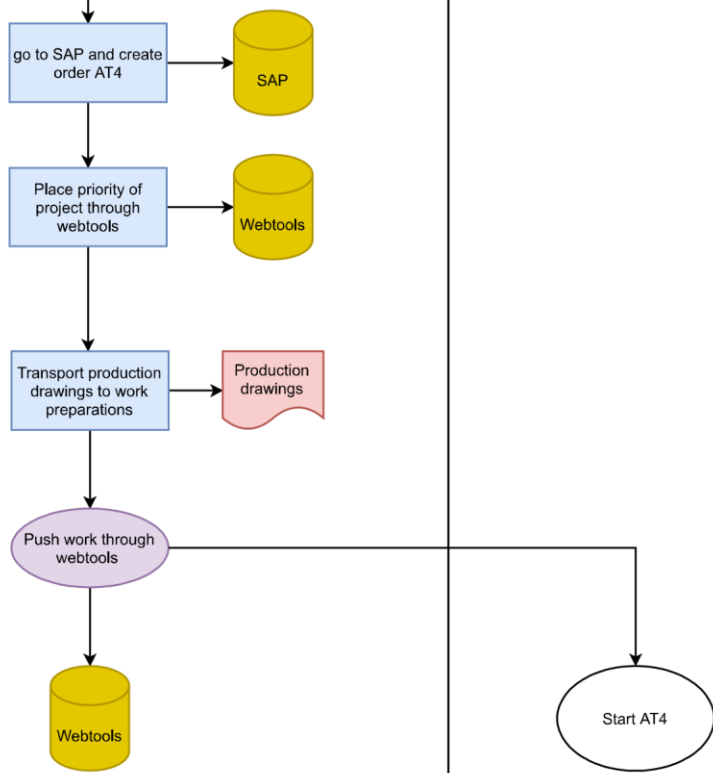 go to SAP and create
order AT4
SAP
Place priority of
project through
webtools
Webtools
Transport production
drawings to work
preparations
Production
drawings
Push work through
webtools
Webtools
Start AT4